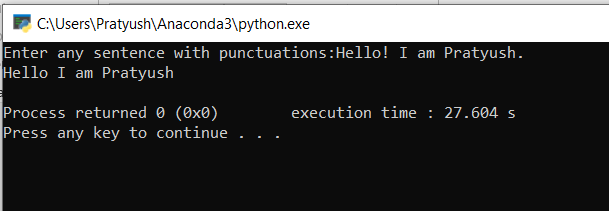 C:\Users\Pratyush\Anaconda3\python.exe
Enter any sentence with punctuations:Hello! I am Pratyush.
Hello I am Pratyush
Process returned 0 (0x0)       execution time : 27.604 s
Press any key to continue . . .